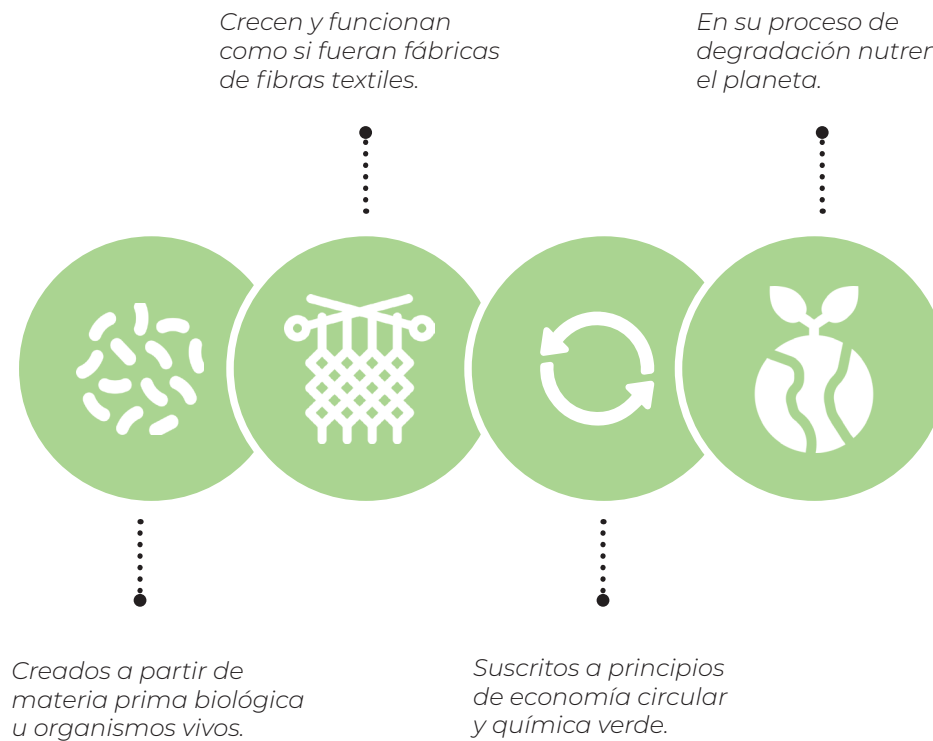 Crecen y funcionan
como si fueran fábricas
de fibras textiles.
En su proceso de
degradación nutren
el planeta.
Creados a partir de
materia prima biológica
u organismos vivos.
Suscritos a principios
de economía circular
y química verde.